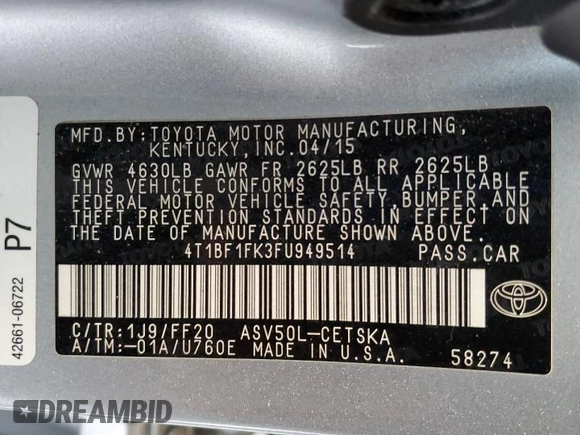 MFD.BY:TOYOTA MOTOR MANUFACTURING,
KENTUCKY,INC.04/15
GVWR 4630LB GAWR FR 2625LB RR 2625LB
THIS VEHICLE CONFORMS TO ALL APPLICABLE
FEDERAL MOTOR VEHICLE SAFETY, BUMPER, AND
THEFT PREVENTION STANDARDS IN EFFECT ON
THE DATE OF MANUFACTURE SHOWN ABOVE.
4T1BF1FK3FU949514 PASS.CAR
C/TR:1J9/FF20 ASV50L-CETSKA
A/TM:-01A/U760E MADE IN U.S.A. 58274
P7
42661-06722
TOYOTA
DREAMBID